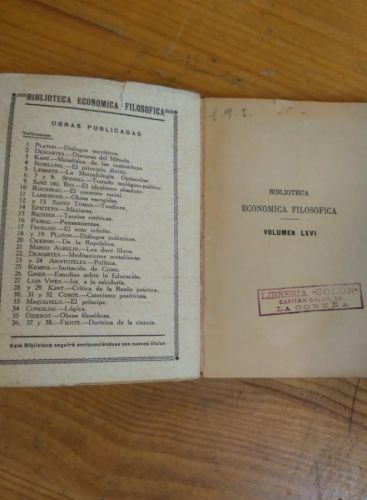 BIBLIOTECA ECONOMICA FILOSOFICA
OBRAS PUBLICADAS
Volúmenes
1 PLATON.—Diálogos socráticos.
2 DESCARTES.—Discurso del Método.
3 KANT.—Metafísica de las costumbres.
4 SCHELLING.—El principio divino.
5 LEIBNITZ.—La Monadología. Opúsculos.
6, 7 y 8. SPINOZA.—Tratado teológico-político.
9 SANZ DEL RIO.—El idealismo absoluto.
10 ROUSSEAU.—El contrato social.
11 LAMENNAIS.—Obras escogidas.
12 y 13 SANTO TOMAS.—Teodicea.
14 EPICTETO.—Máximas.
15 RICHTER.—Teorías estéticas.
16 PASCAL.—Pensamientos.
17 FENELON.—El ente infinito.
18 y 19 PLATON.—Diálogos polémicos.
20 CICERON.—De la República.
21 MARCO AURELIO.—Los doce libros.
22 DESCARTES.—Meditaciones metafísicas.
23 y 24 ARISTOTELES.—Política.
25 KEMPIS.—Imitación de Cristo.
26 GINER.—Estudios sobre la Educación.
27 LUIS VIVES.—Int. a la sabiduría.
28 y 29 KANT.—Crítica de la Razón práctica.
30, 31 y 32 COMTE.—Catecismo positivista.
33 MAQUIAVELO.—El príncipe.
34 CONDILLAC.—Lógica.
35 DIDEROT.—Obras filosóficas.
36, 37 y 38.—FICHTE.—Doctrina de la ciencia.
Esta Biblioteca seguirá enriqueciéndose con nuevos títulos
BIBLIOTECA
ECONOMICA FILOSOFICA
VOLUMEN LXVI
LIBRERIA "COLON"
CAPITAN GALAN, 24
LA CORUÑA